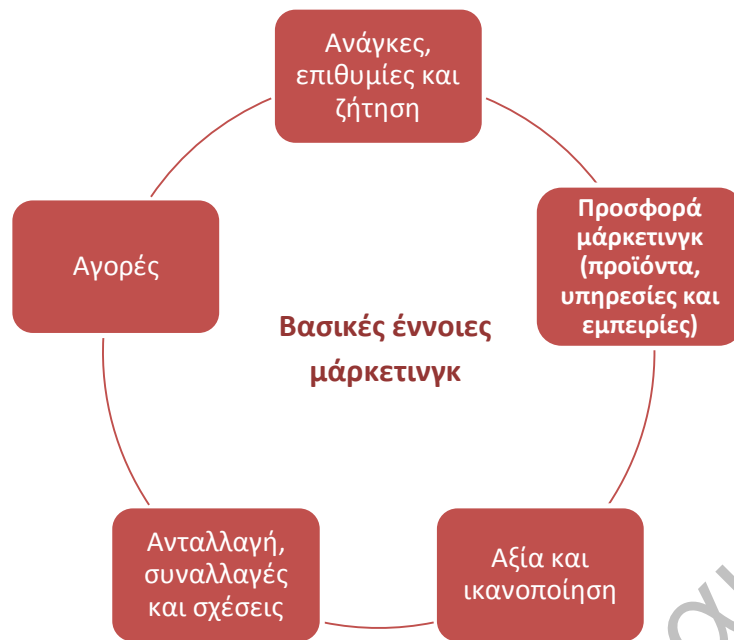 Ανάγκες,
επιθυμίες και
ζήτηση
Προσφορά
μάρκετινγκ
(προϊόντα,
υπηρεσίες και
εμπειρίες)
Αξία και
ικανοποίηση
Ανταλλαγή,
συναλλαγές
και σχέσεις
Αγορές
Βασικές έννοιες
μάρκετινγκ